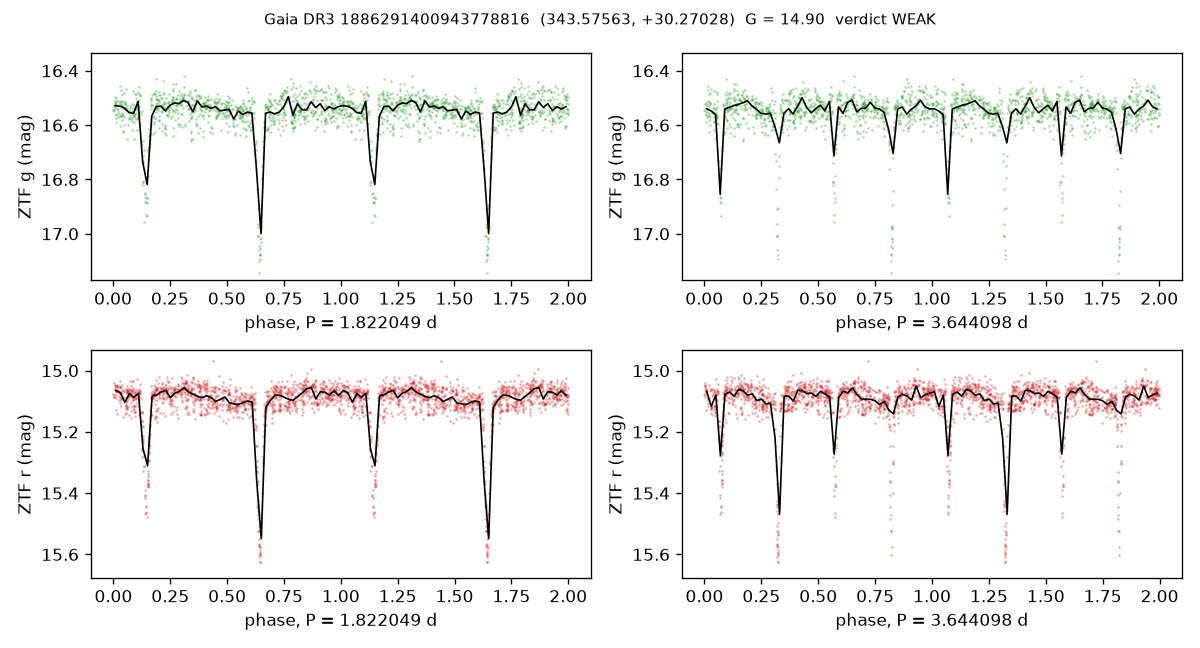 Gaia DR3 1886291400943778816 (343.57563, +30.27028) G = 14.90 verdict WEAK
ZTF g (mag)
16.4
16.6
16.8
17.0
0.00 0.25 0.50 0.75 1.00 1.25 1.50 1.75 2.00
phase, P = 1.822049 d
ZTF g (mag)
16.4
16.6
16.8
17.0
0.00 0.25 0.50 0.75 1.00 1.25 1.50 1.75 2.00
phase, P = 3.644098 d
ZTF r (mag)
15.0
15.2
15.4
15.6
0.00 0.25 0.50 0.75 1.00 1.25 1.50 1.75 2.00
phase, P = 1.822049 d
ZTF r (mag)
15.0
15.2
15.4
15.6
0.00 0.25 0.50 0.75 1.00 1.25 1.50 1.75 2.00
phase, P = 3.644098 d